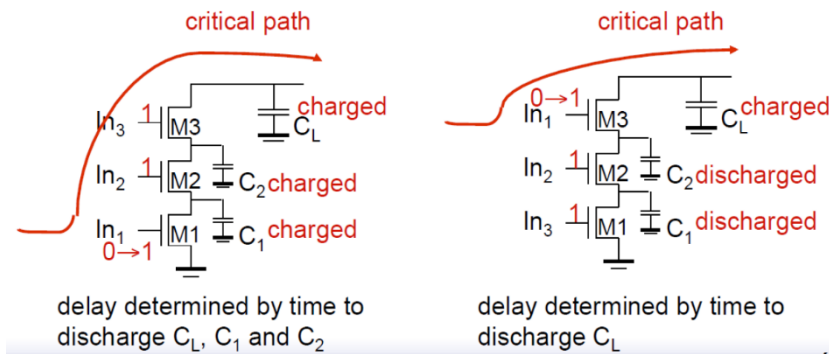 critical path
In3 1 M3 CL charged
In2 1 M2 C2 charged
In1 M1 C1 charged
0→1
delay determined by time to
discharge CL, C1 and C2
critical path
0→1
In1 M3 CL charged
In2 1 M2 C2 discharged
In3 1 M1 C1 discharged
delay determined by time to
discharge CL